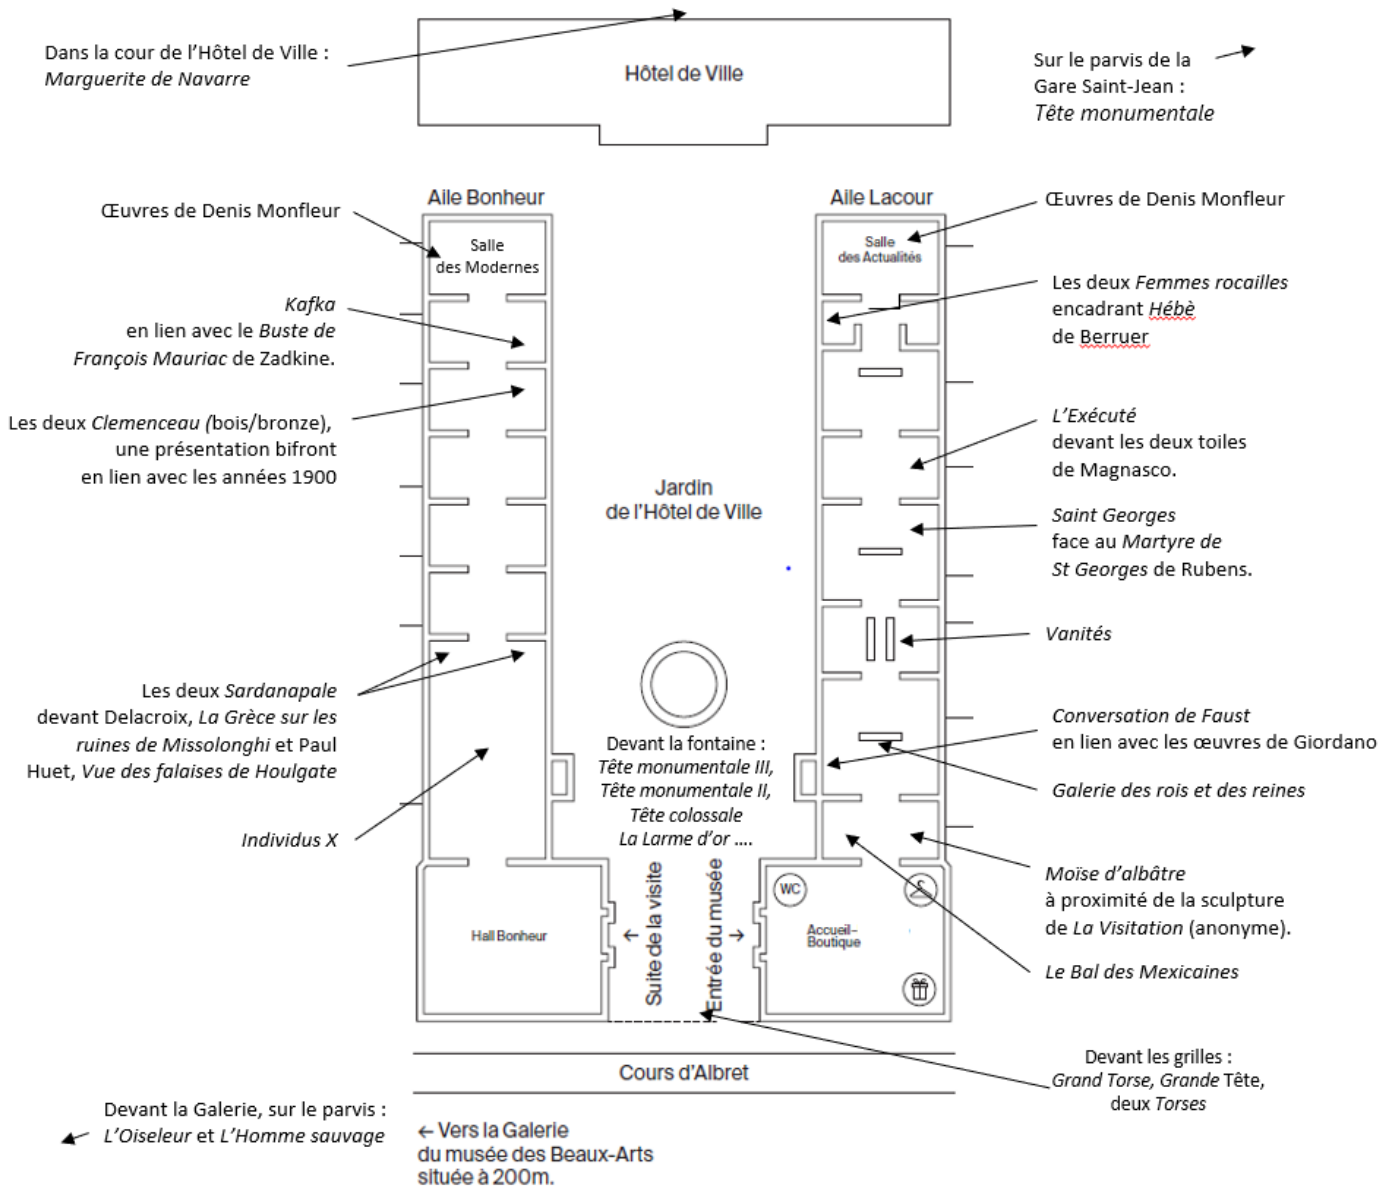 Dans la cour de l'Hôtel de Ville :
Marguerite de Navarre
Hôtel de Ville
Sur le parvis de la
Gare Saint-Jean :
Tête monumentale
Aile Bonheur
Aile Lacour
Œuvres de Denis Monfleur
Salle
des Modernes
Kafka
en lien avec le Buste de
François Mauriac de Zadkine.
Les deux Clemenceau (bois/bronze),
une présentation bifront
en lien avec les années 1900
Les deux Sardanapale
devant Delacroix, La Grèce sur les
ruines de Missolonghi et Paul
Huet, Vue des falaises de Houlgate
Individus X
Hall Bonheur
Jardin
de l'Hôtel de Ville
Devant la fontaine :
Tête monumentale III,
Tête monumentale II,
Tête colossale
La Larme d'or ....
Suite de la visite
←
Entrée du musée
→
Œuvres de Denis Monfleur
Salle
des Actualités
Les deux Femmes rocailles
encadrant Hébè
de Berruer
L'Exécuté
devant les deux toiles
de Magnasco.
Saint Georges
face au Martyre de
St Georges de Rubens.
Vanités
Conversation de Faust
en lien avec les œuvres de Giordano
Galerie des rois et des reines
Moïse d'albâtre
à proximité de la sculpture
de La Visitation (anonyme).
Le Bal des Mexicaines
WC
Accueil-
Boutique
Devant les grilles :
Grand Torse, Grande Tête,
deux Torses
Cours d'Albret
Devant la Galerie, sur le parvis :
L'Oiseleur et L'Homme sauvage
← Vers la Galerie
du musée des Beaux-Arts
située à 200m.